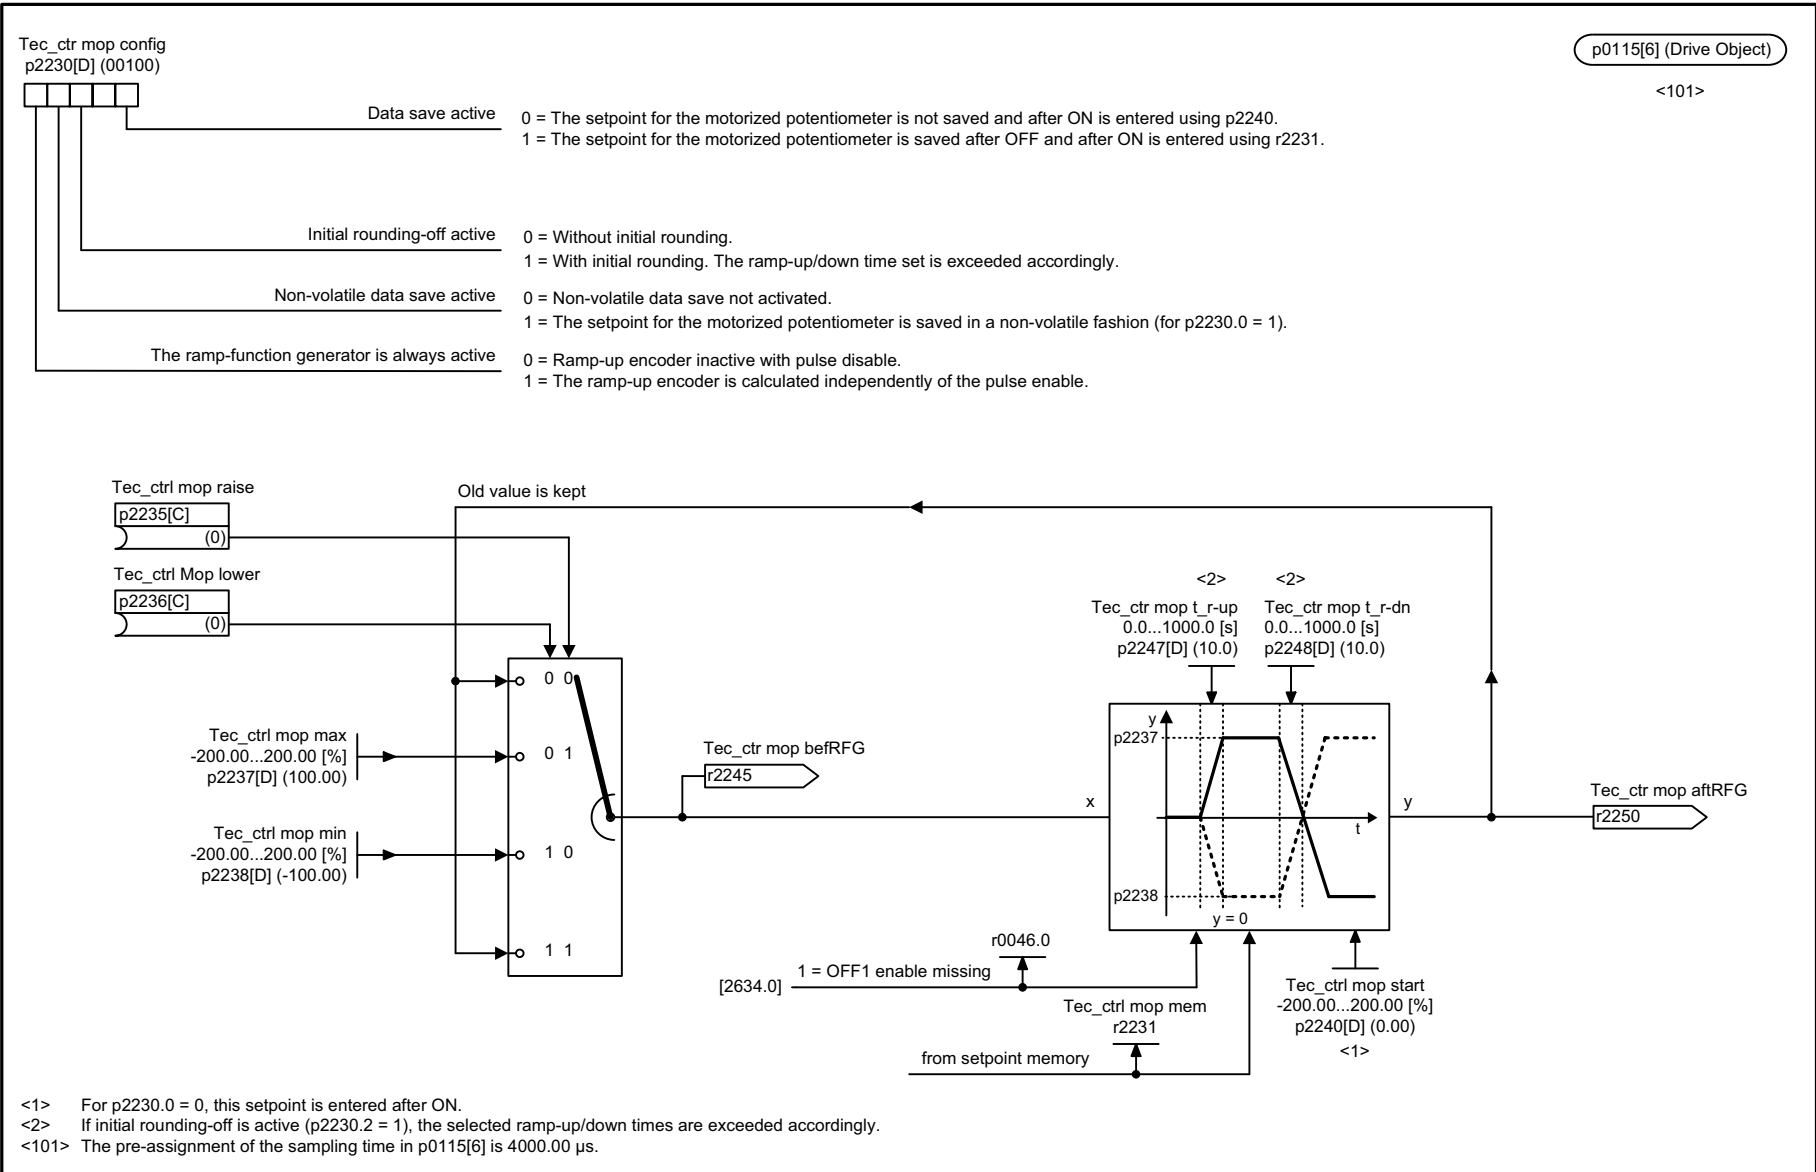 Tec_ctr mop config
p2230[D] (00100)
p0115[6] (Drive Object)
<101>
Data save active
0 = The setpoint for the motorized potentiometer is not saved and after ON is entered using p2240.
1 = The setpoint for the motorized potentiometer is saved after OFF and after ON is entered using r2231.
Initial rounding-off active
0 = Without initial rounding.
1 = With initial rounding. The ramp-up/down time set is exceeded accordingly.
Non-volatile data save active
0 = Non-volatile data save not activated.
1 = The setpoint for the motorized potentiometer is saved in a non-volatile fashion (for p2230.0 = 1).
The ramp-function generator is always active
0 = Ramp-up encoder inactive with pulse disable.
1 = The ramp-up encoder is calculated independently of the pulse enable.
Tec_ctrl mop raise
p2235[C]
(0)
Old value is kept
Tec_ctrl Mop lower
p2236[C]
(0)
<2>
Tec_ctr mop t_r-up
0.0...1000.0 [s]
p2247[D] (10.0)
<2>
Tec_ctr mop t_r-dn
0.0...1000.0 [s]
p2248[D] (10.0)
0 0
0 1
1 0
1 1
Tec_ctrl mop max
-200.00...200.00 [%]
p2237[D] (100.00)
Tec_ctrl mop min
-200.00...200.00 [%]
p2238[D] (-100.00)
Tec_ctr mop befRFG
r2245
x
y
p2237
t
p2238
y = 0
y
Tec_ctr mop aftRFG
r2250
r0046.0
[2634.0]
1 = OFF1 enable missing
Tec_ctrl mop mem
r2231
from setpoint memory
Tec_ctrl mop start
-200.00...200.00 [%]
p2240[D] (0.00)
<1>
<1> For p2230.0 = 0, this setpoint is entered after ON.
<2> If initial rounding-off is active (p2230.2 = 1), the selected ramp-up/down times are exceeded accordingly.
<101> The pre-assignment of the sampling time in p0115[6] is 4000.00 µs.